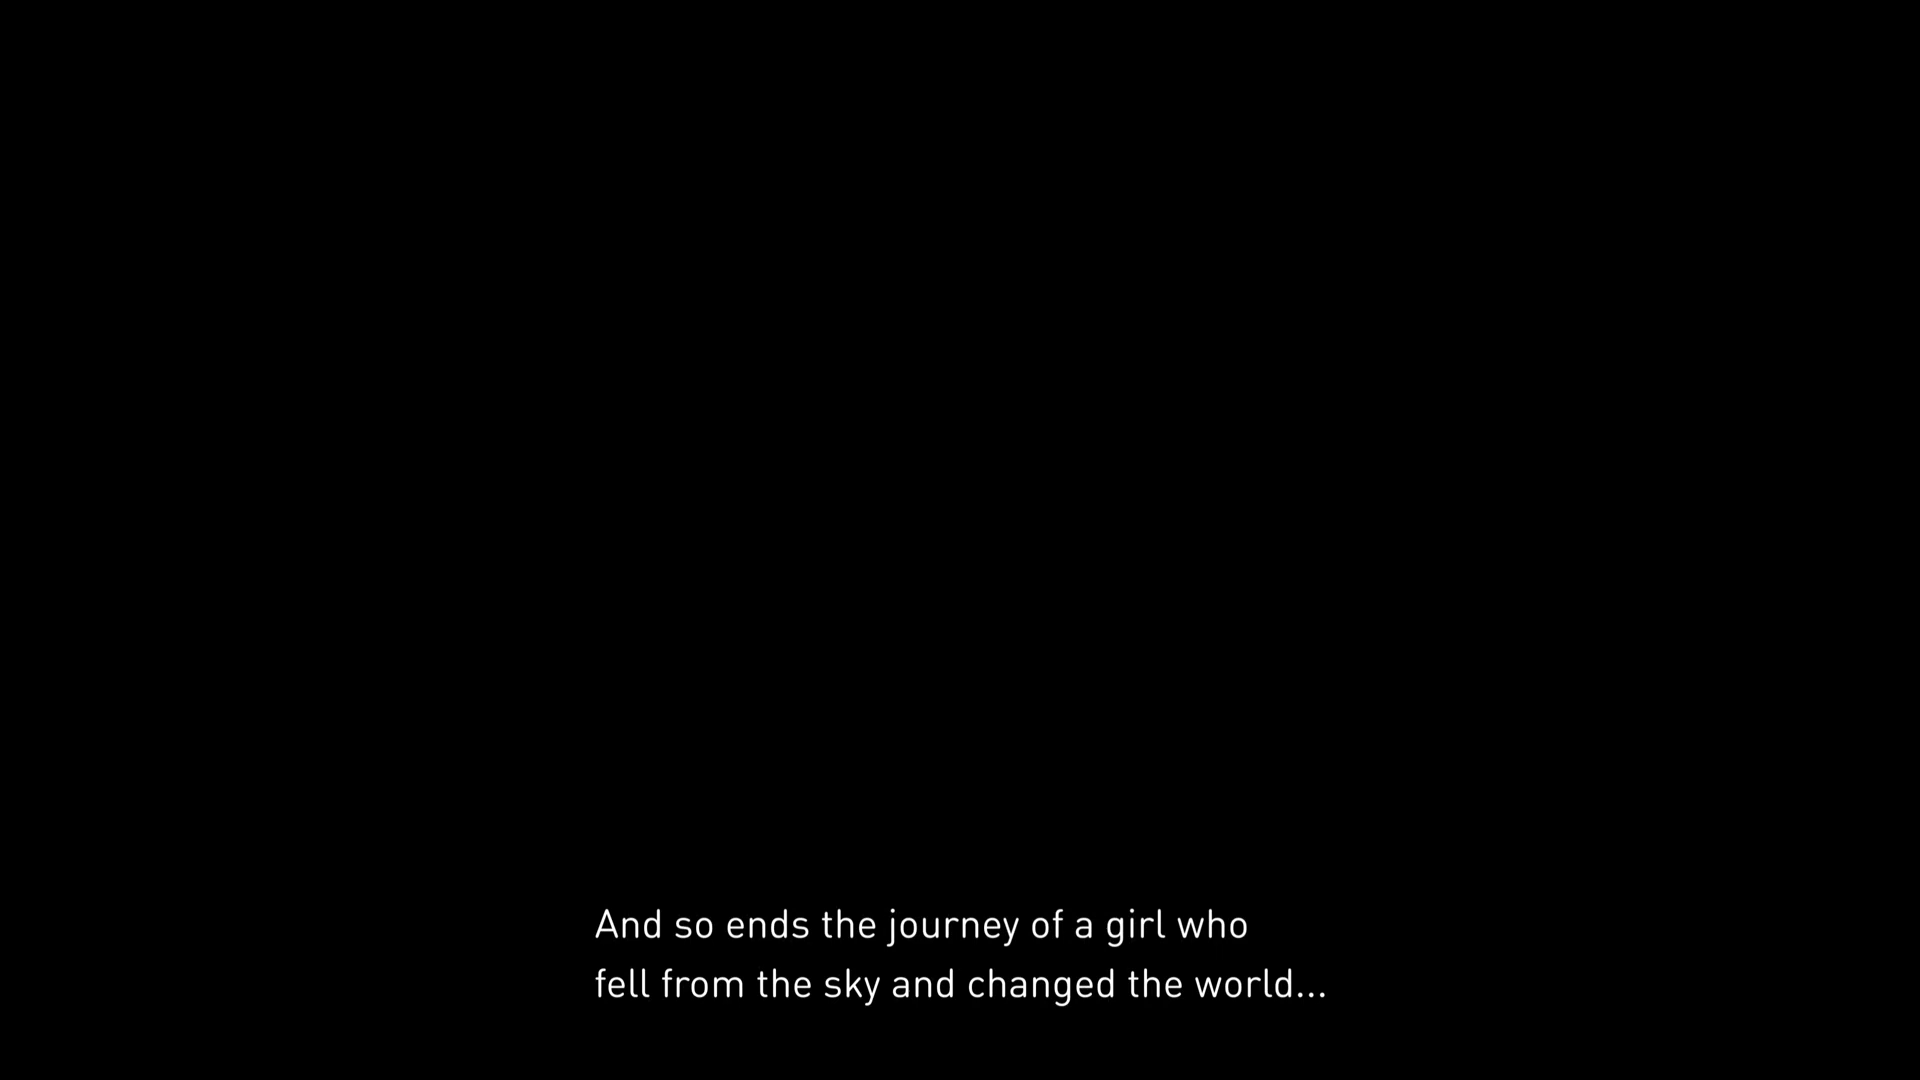 And so ends the journey of a girl who
fell from the sky and changed the world...